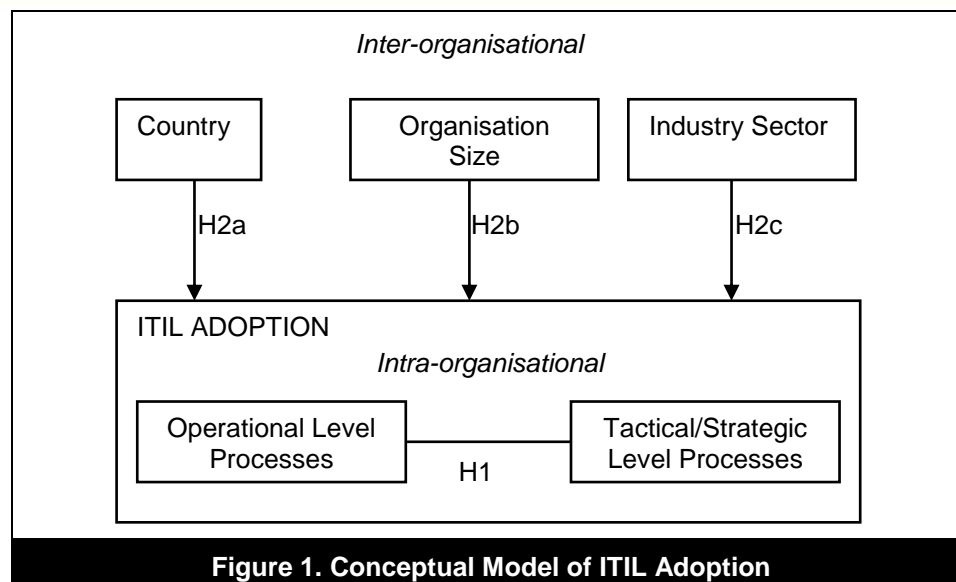 Inter-organisational
Country
Organisation
Size
Industry Sector
H2a
H2b
H2c
ITIL ADOPTION
Intra-organisational
Operational Level
Processes
H1
Tactical/Strategic
Level Processes
Figure 1. Conceptual Model of ITIL Adoption